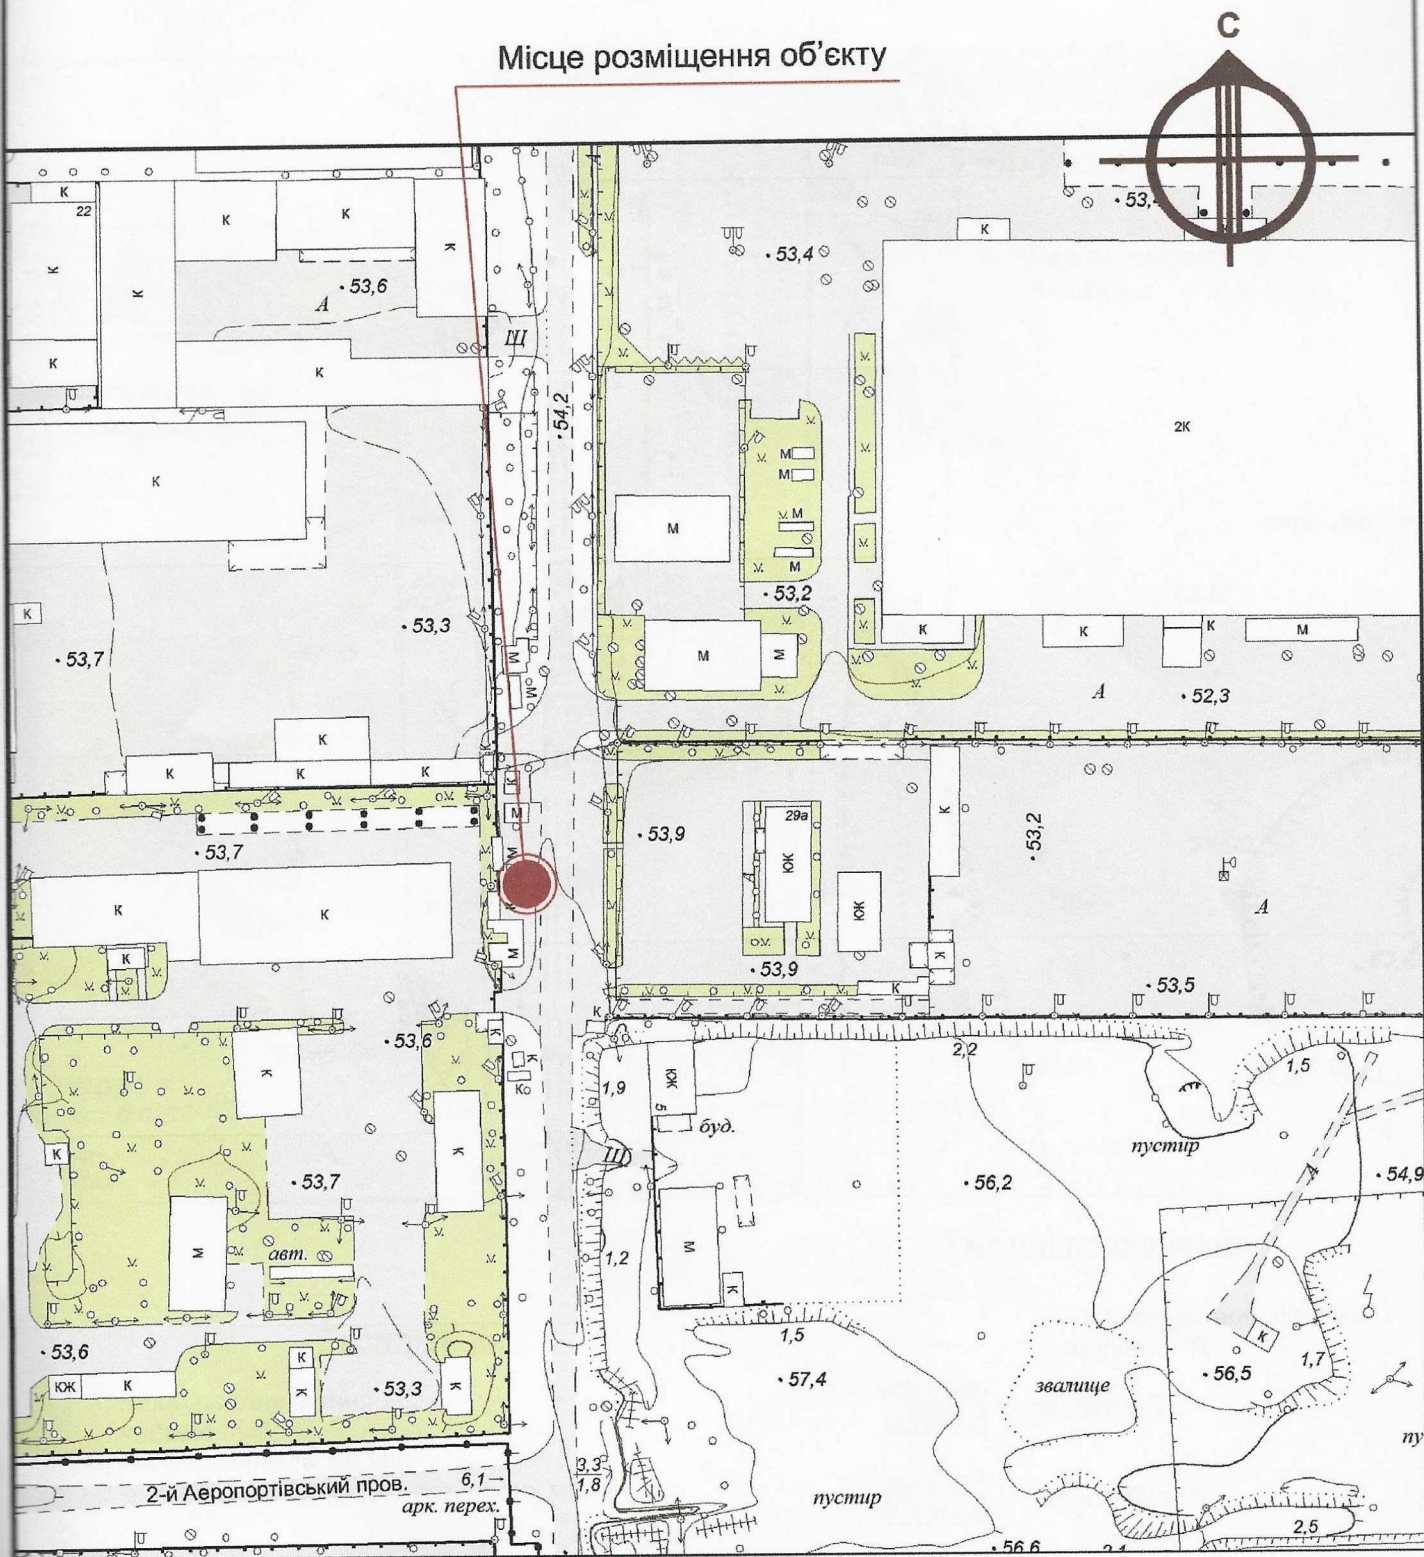 С
Місце розміщення об’єкту
К
22
К
К
К
К
К
К
К
А
• 53,6
Щ
К
К
К
• 53,3
• 53,7
• 54,2
• 53,4
• 53,4
К
2К
М
М
М
М
М
• 53,2
М
М
К
К
К
М
А
• 52,3
М
М
К
К
К
К
К
М
М
К
М
• 53,7
К
К
К
• 53,9
29а
КЖ
КЖ
А
• 53,9
К
К
К
• 53,2
А
• 53,5
К
• 53,6
К
К
К
К
К
1,9
КЖ
5
буд.
Щ
2,2
1,5
пустир
• 54,9
А
• 56,2
К
• 53,7
М
авт.
К
1,2
М
К
1,5
• 57,4
звалище
• 56,5
К
1,7
• 53,6
КЖ
К
К
К
• 53,3
К
2-й Аеропортівський пров.
6,1
арк. перех.
3,3
1,8
пустир
• 56,6
2,5